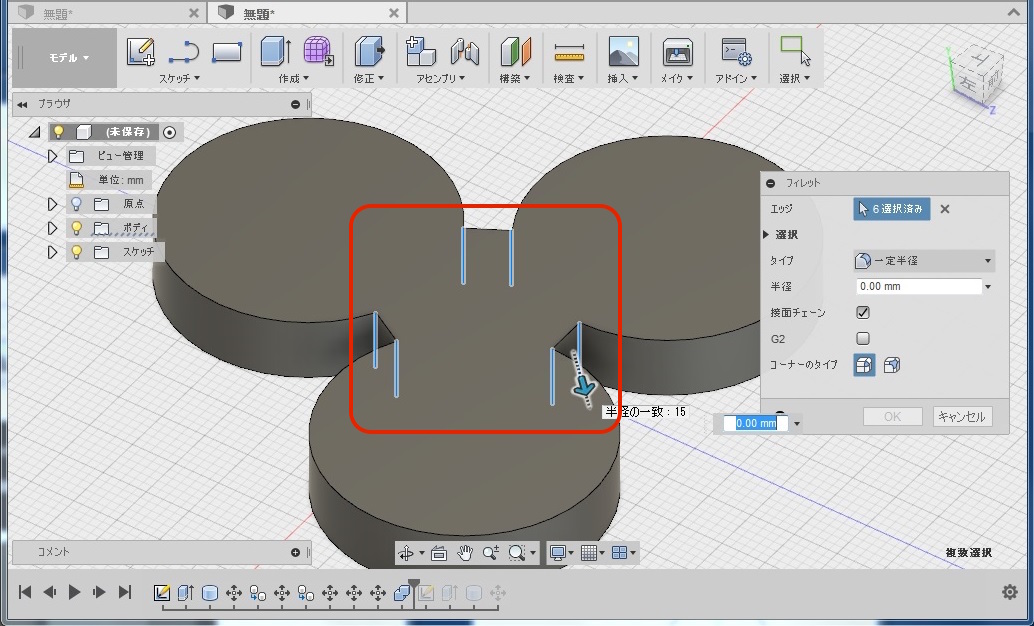 無題*
無題*
モデル
スケッチ
作成
修正
アセンブリ
構築
検査
挿入
メイク
アドイン
選択
上
左
前
Z
ブラウザ
(未保存)
ビュー管理
単位: mm
原点
ボディ
スケッチ
フィレット
エッジ
6 選択済み
選択
タイプ
一定半径
半径
0.00 mm
接面チェーン
G2
コーナーのタイプ
半径の一致 : 15
0.00 mm
OK
キャンセル
コメント
複数選択